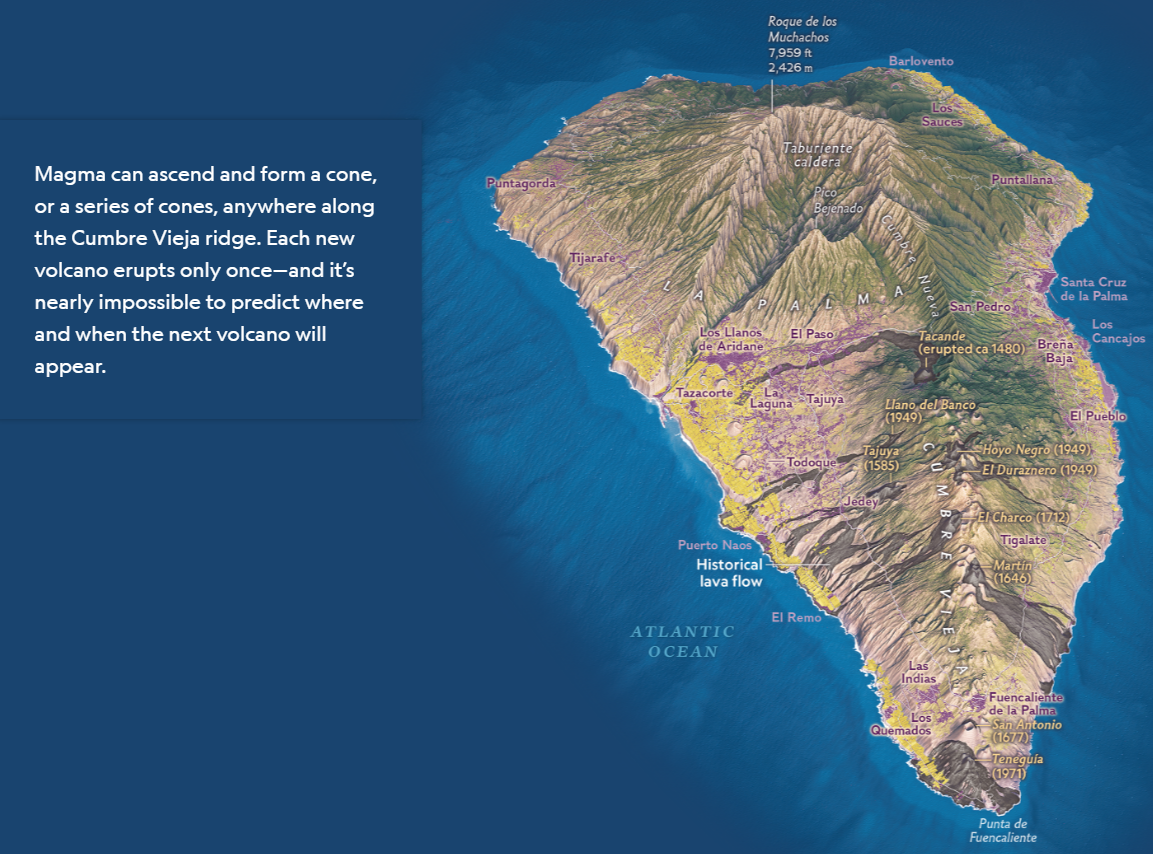 Magma can ascend and form a cone,
or a series of cones, anywhere along
the Cumbre Vieja ridge. Each new
volcano erupts only once—and it's
nearly impossible to predict where
and when the next volcano will
appear.
Roque de los
Muchachos
7,959 ft
2,426 m
Barlovento
Los
Sauces
Taburiente
caldera
Puntagorda
Puntallana
Pico
Bejenado
Cumbre Nueva
Tijarafe
LA PALMA
Santa Cruz
de la Palma
San Pedro
Los
Cancajos
Los Llanos
de Aridane
El Paso
Tacande
(erupted ca 1480)
Breña
Baja
Tazacorte
La
Laguna
Tajuya
Llano del Banco
(1949)
El Pueblo
CUMBRE VIEJA
Hoyo Negro (1949)
Tajuya
(1585)
Todoque
El Duraznero (1949)
Jedey
El Charco (1712)
Puerto Naos
Tigalate
Historical
lava flow
Martín
(1646)
El Remo
ATLANTIC
OCEAN
Las
Indias
Fuencaliente
de la Palma
Los
Quemados
San Antonio
(1677)
Teneguía
(1971)
Punta de
Fuencaliente